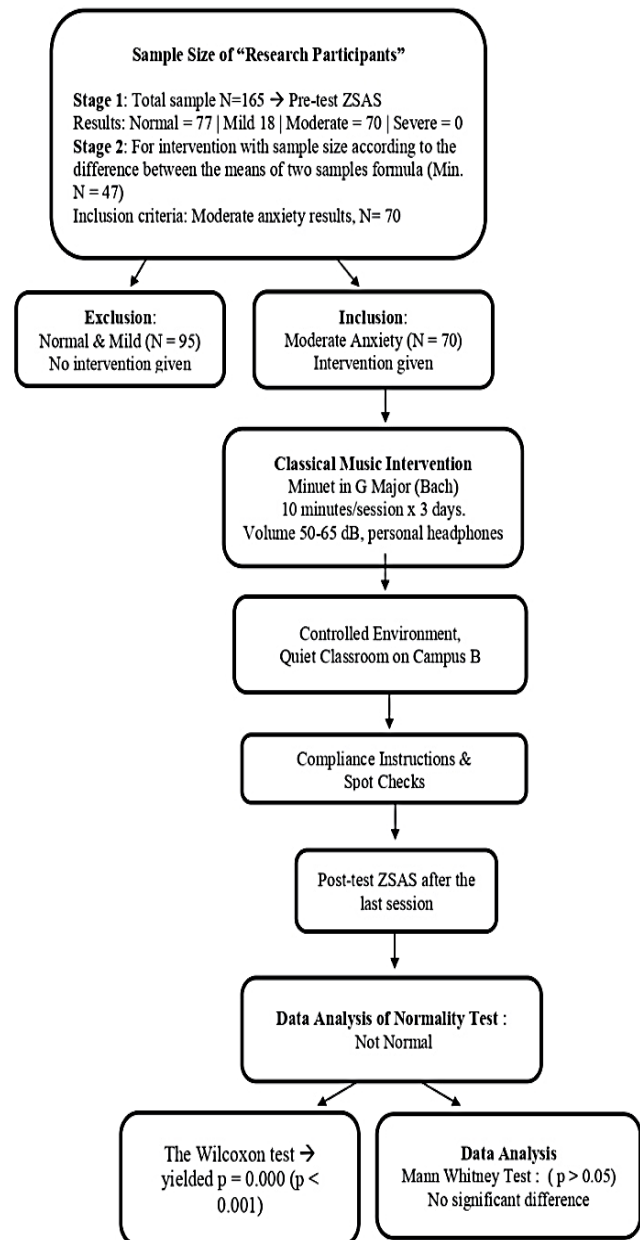 Sample Size of “Research Participants”
Stage 1: Total sample N=165 → Pre-test ZSAS
Results: Normal = 77 | Mild 18 | Moderate = 70 | Severe = 0
Stage 2: For intervention with sample size according to the
difference between the means of two samples formula (Min.
N = 47)
Inclusion criteria: Moderate anxiety results, N= 70
Exclusion:
Normal & Mild (N = 95)
No intervention given
Inclusion:
Moderate Anxiety (N = 70)
Intervention given
Classical Music Intervention
Minuet in G Major (Bach)
10 minutes/session x 3 days.
Volume 50-65 dB, personal headphones
Controlled Environment,
Quiet Classroom on Campus B
Compliance Instructions &
Spot Checks
Post-test ZSAS after the
last session
Data Analysis of Normality Test :
Not Normal
The Wilcoxon test →
yielded p = 0.000 (p <
0.001)
Data Analysis
Mann Whitney Test : ( p > 0.05)
No significant difference